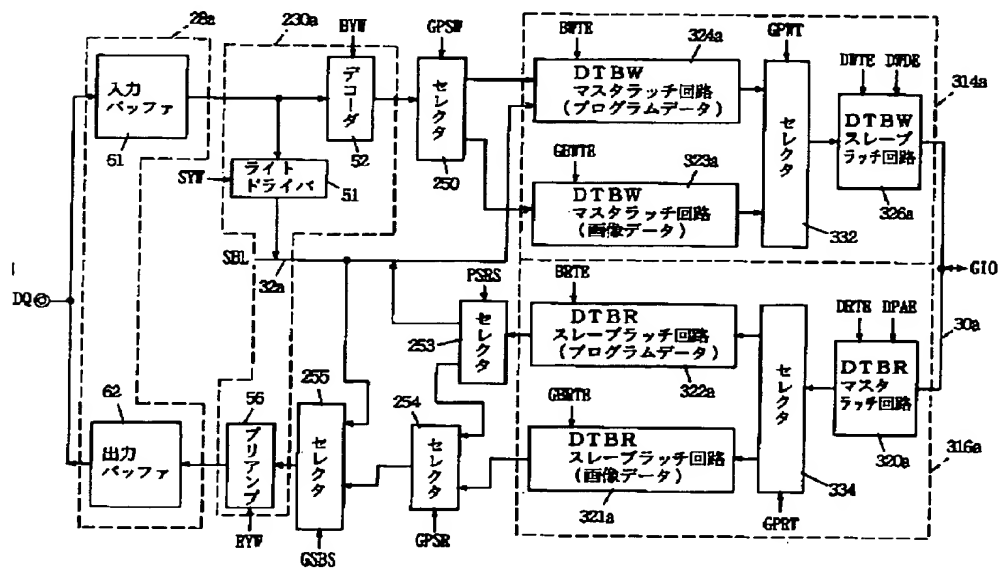 28a
230a
BYW
GPSW
BWTE
324a
GPWT
DWTE
DWDE
314a
入力
バッファ
61
デコーダ
52
セレクタ
250
DTBW
マスタラッチ回路
(プログラムデータ)
セレクタ
332
DTBW
スレーブ
ラッチ回路
326a
SYW
ライト
ドライバ
51
GBWTE
323a
DTBW
マスタラッチ回路
(画像データ)
SBL
32a
DQ
GIO
30a
PSRS
セレクタ
253
BRTE
DTBR
スレーブラッチ回路
(プログラムデータ)
322a
DRTE
DPAE
セレクタ
334
DTBR
マスタ
ラッチ回路
320a
316a
62
出力
バッファ
56
プリアンプ
255
セレクタ
254
セレクタ
GBRTE
DTBR
スレーブラッチ回路
(画像データ)
321a
GSBS
GPSR
GPRT